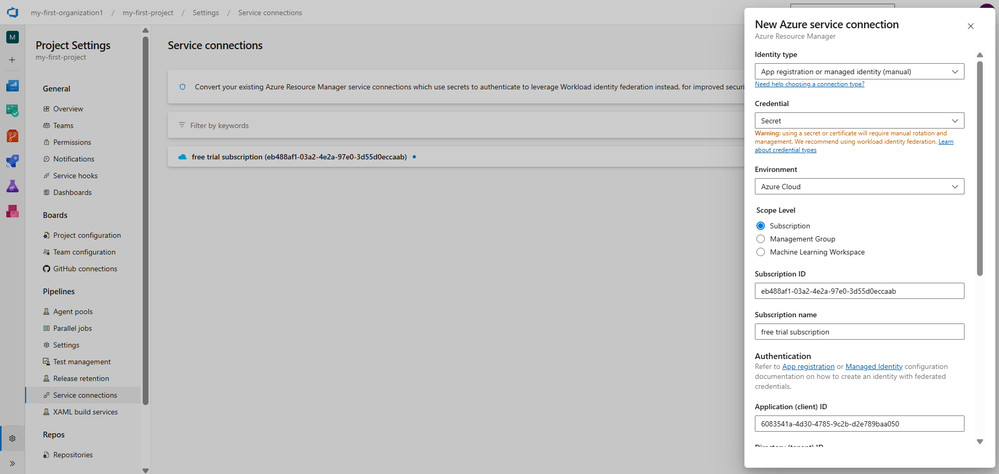 my-first-organization1 / my-first-project / Settings / Service connections
M
Project Settings
my-first-project
General
Overview
Teams
Permissions
Notifications
Service hooks
Dashboards
Boards
Project configuration
Team configuration
GitHub connections
Pipelines
Agent pools
Parallel jobs
Settings
Test management
Release retention
Service connections
XAML build services
Repos
Repositories
Service connections
Convert your existing Azure Resource Manager service connections which use secrets to authenticate to leverage Workload identity federation instead, for improved securi
Filter by keywords
free trial subscription (eb488af1-03a2-4e2a-97e0-3d55d0eccaab)
New Azure service connection
Azure Resource Manager
Identity type
App registration or managed identity (manual)
Need help choosing a connection type?
Credential
Secret
Warning: using a secret or certificate will require manual rotation and
management. We recommend using workload identity federation. Learn
about credential types
Environment
Azure Cloud
Scope Level
Subscription
Management Group
Machine Learning Workspace
Subscription ID
eb488af1-03a2-4e2a-97e0-3d55d0eccaab
Subscription name
free trial subscription
Authentication
Refer to App registration or Managed Identity configuration
documentation on how to create an identity with federated
credentials.
Application (client) ID
6083541a-4d30-4785-9c2b-d2e789baa050
Directory (tenant) ID